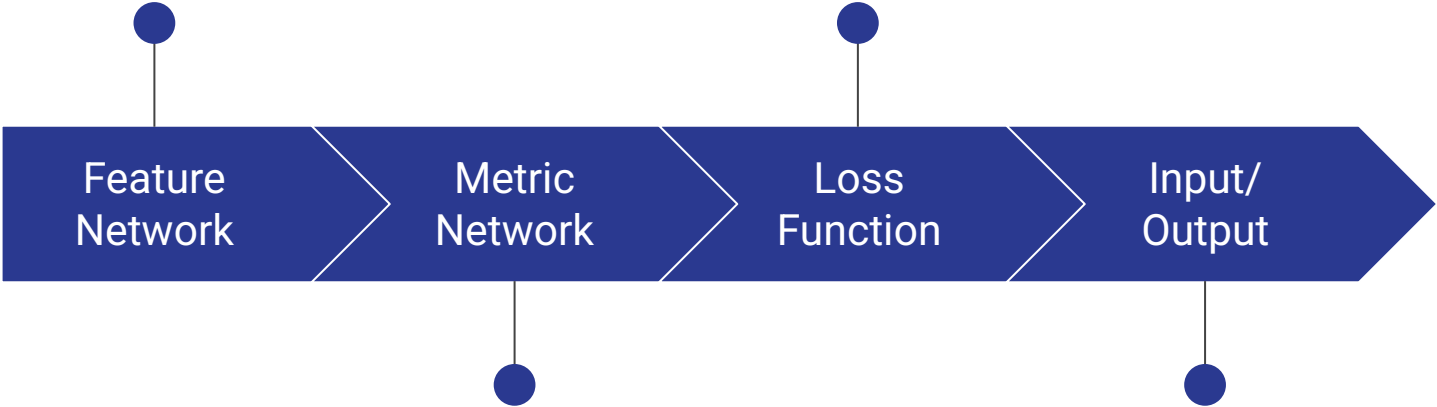 Feature
Network
Metric
Network
Loss
Function
Input/
Output